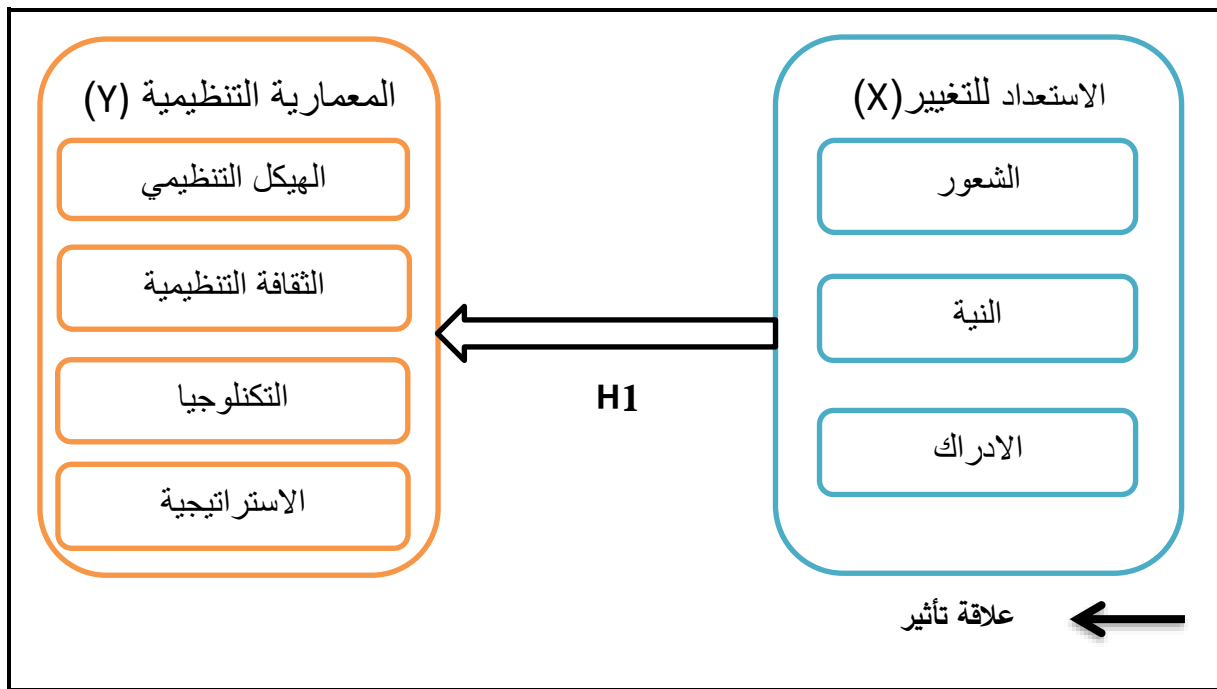 الاستعداد للتغيير(X)
الشعور
النية
الادراك
H1
المعمارية التنظيمية (Y)
الهيكل التنظيمي
الثقافة التنظيمية
التكنلوجيا
الاستراتيجية
علاقة تأثير